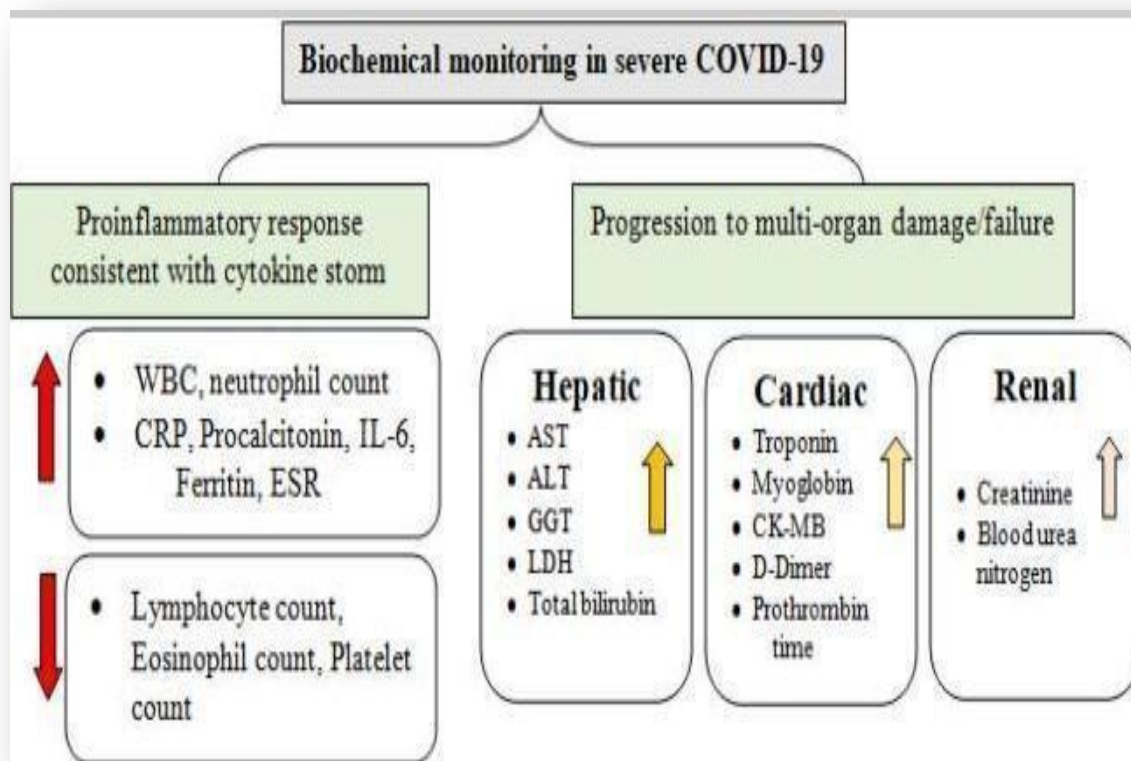 Biochemical monitoring in severe COVID-19
Proinflammatory response
consistent with cytokine storm
• WBC, neutrophil count
• CRP, Procalcitonin, IL-6,
Ferritin, ESR
• Lymphocyte count,
Eosinophil count, Platelet
count
Progression to multi-organ damage/failure
Hepatic
• AST
• ALT
• GGT
• LDH
• Total bilirubin
Cardiac
• Troponin
• Myoglobin
• CK-MB
• D-Dimer
• Prothrombin
time
Renal
• Creatinine
• Blood urea
nitrogen